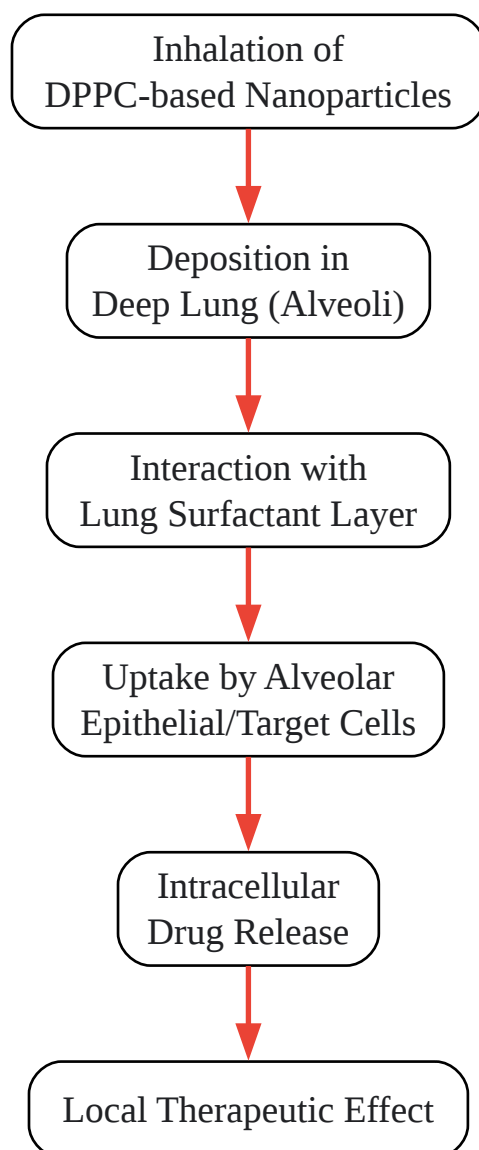 Inhalation of
DPPC-based Nanoparticles
Deposition in
Deep Lung (Alveoli)
Interaction with
Lung Surfactant Layer
Uptake by Alveolar
Epithelial/Target Cells
Intracellular
Drug Release
Local Therapeutic Effect